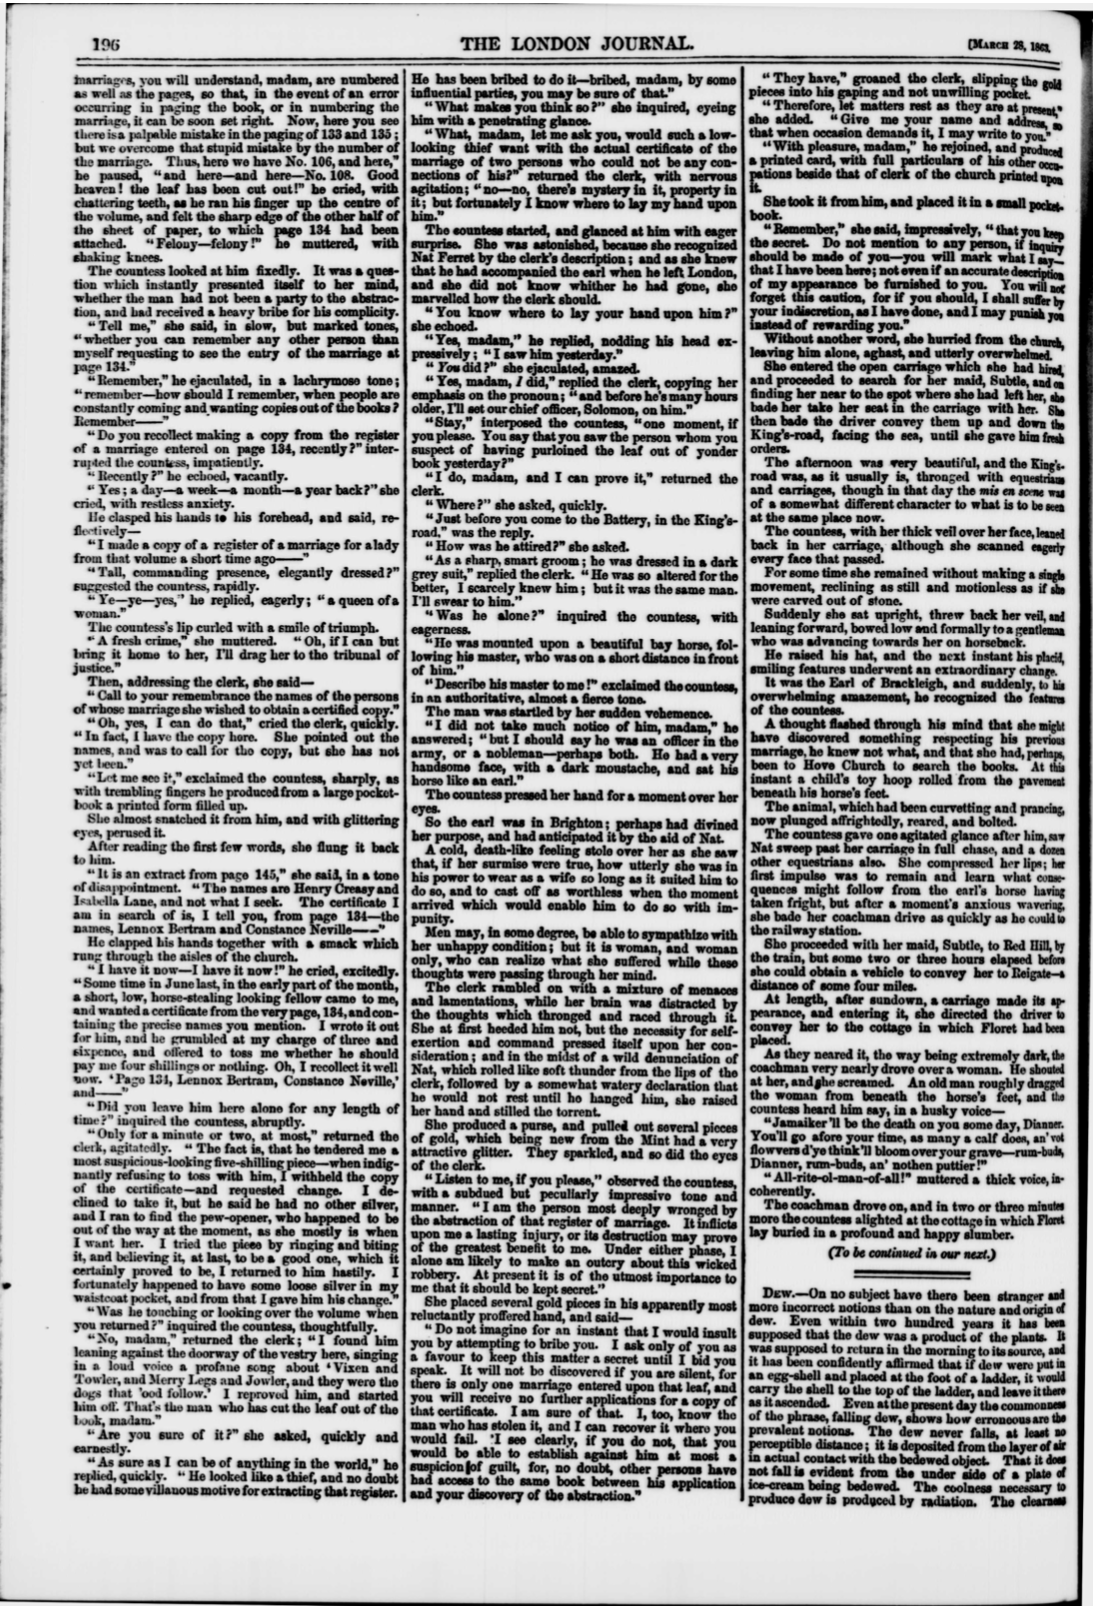 196
THE LONDON JOURNAL.
[MARCH 28, 1863.
marriages, you will understand, madam, are numbered
as well as the pages, so that, in the event of an error
occurring in paging the book, or in numbering the
marriage, it can be soon set right. Now, here you see
there is a palpable mistake in the paging of 133 and 135;
but we overcome that stupid mistake by the number of
the marriage. Thus, here we have No. 106, and here,"
he paused, "and here—and here—No. 108. Good
heaven! the leaf has been cut out!" he cried, with
chattering teeth, as he ran his finger up the centre of
the volume, and felt the sharp edge of the other half of
the sheet of paper, to which page 134 had been
attached. "Felony—felony!" he muttered, with
shaking knees.
The countess looked at him fixedly. It was a ques-
tion which instantly presented itself to her mind,
whether the man had not been a party to the abstrac-
tion, and had received a heavy bribe for his complicity.
"Tell me," she said, in slow, but marked tones,
"whether you can remember any other person than
myself requesting to see the entry of the marriage at
page 134."
"Remember," he ejaculated, in a lachrymose tone;
"remember—how should I remember, when people are
constantly coming and wanting copies out of the books?
Remember——"
"Do you recollect making a copy from the register
of a marriage entered on page 134, recently?" inter-
rupted the countess, impatiently.
"Recently?" he echoed, vacantly.
"Yes; a day—a week—a month—a year back?" she
cried, with restless anxiety.
He clasped his hands to his forehead, and said, re-
flectively—
"I made a copy of a register of a marriage for a lady
from that volume a short time ago——"
"Tall, commanding presence, elegantly dressed?"
suggested the countess, rapidly.
"Ye—ye—yes," he replied, eagerly; "a queen of a
woman."
The countess's lip curled with a smile of triumph.
"A fresh crime," she muttered. "Oh, if I can but
bring it home to her, I'll drag her to the tribunal of
justice."
Then, addressing the clerk, she said—
"Call to your remembrance the names of the persons
of whose marriage she wished to obtain a certified copy."
"Oh, yes, I can do that," cried the clerk, quickly.
"In fact, I have the copy here. She pointed out the
names, and was to call for the copy, but she has not
yet been."
"Let me see it," exclaimed the countess, sharply, as
with trembling fingers he produced from a large pocket-
book a printed form filled up.
She almost snatched it from him, and with glittering
eyes, perused it.
After reading the first few words, she flung it back
to him.
"It is an extract from page 145," she said, in a tone
of disappointment. "The names are Henry Creasy and
Isabella Lane, and not what I seek. The certificate I
am in search of is, I tell you, from page 134—the
names, Lennox Bertram and Constance Neville——"
He clapped his hands together with a smack which
rung through the aisles of the church.
"I have it now—I have it now!" he cried, excitedly.
"Some time in June last, in the early part of the month,
a short, low, horse-stealing looking fellow came to me,
and wanted a certificate from the very page, 134, and con-
taining the precise names you mention. I wrote it out
for him, and he grumbled at my charge of three and
sixpence, and offered to toss me whether he should
pay me four shillings or nothing. Oh, I recollect it well
now. 'Page 134, Lennox Bertram, Constance Neville,'
and——"
"Did you leave him here alone for any length of
time?" inquired the countess, abruptly.
"Only for a minute or two, at most," returned the
clerk, agitatedly. "The fact is, that he tendered me a
most suspicious-looking five-shilling piece—when indig-
nantly refusing to toss with him, I withheld the copy
of the certificate—and requested change. I de-
clined to take it, but he said he had no other silver,
and I ran to find the pew-opener, who happened to be
out of the way at the moment, as she mostly is when
I want her. I tried the piece by ringing and biting
it, and believing it, at last, to be a good one, which it
certainly proved to be, I returned to him hastily. I
fortunately happened to have some loose silver in my
waistcoat pocket, and from that I gave him his change."
"Was he touching or looking over the volume when
you returned?" inquired the countess, thoughtfully.
"No, madam," returned the clerk; "I found him
leaning against the doorway of the vestry here, singing
in a loud voice a profane song about 'Vixen and
Towler, and Merry Legs and Jowler, and they were the
dogs that 'ood follow.' I reproved him, and started
him off. That's the man who has cut the leaf out of the
book, madam."
"Are you sure of it?" she asked, quickly and
earnestly.
"As sure as I can be of anything in the world," he
replied, quickly. "He looked like a thief, and no doubt
he had some villanous motive for extracting that register.
He has been bribed to do it—bribed, madam, by some
influential parties, you may be sure of that."
"What makes you think so?" she inquired, eyeing
him with a penetrating glance.
"What, madam, let me ask you, would such a low-
looking thief want with the actual certificate of the
marriage of two persons who could not be any con-
nections of his?" returned the clerk, with nervous
agitation; "no—no, there's mystery in it, property in
it; but fortunately I know where to lay my hand upon
him."
The countess started, and glanced at him with eager
surprise. She was astonished, because she recognized
Nat Ferret by the clerk's description; and as she knew
that he had accompanied the earl when he left London,
and she did not know whither he had gone, she
marvelled how the clerk should.
"You know where to lay your hand upon him?"
she echoed.
"Yes, madam," he replied, nodding his head ex-
pressively; "I saw him yesterday."
"You did?" she ejaculated, amazed.
"Yes, madam, I did," replied the clerk, copying her
emphasis on the pronoun; "and before he's many hours
older, I'll set our chief officer, Solomon, on him."
"Stay," interposed the countess, "one moment, if
you please. You say that you saw the person whom you
suspect of having purloined the leaf out of yonder
book yesterday?"
"I do, madam, and I can prove it," returned the
clerk.
"Where?" she asked, quickly.
"Just before you come to the Battery, in the King's-
road," was the reply.
"How was he attired?" she asked.
"As a sharp, smart groom; he was dressed in a dark
grey suit," replied the clerk. "He was so altered for the
better, I scarcely knew him; but it was the same man.
I'll swear to him."
"Was he alone?" inquired the countess, with
eagerness.
"He was mounted upon a beautiful bay horse, fol-
lowing his master, who was on a short distance in front
of him."
"Describe his master to me!" exclaimed the countess,
in an authoritative, almost a fierce tone.
The man was startled by her sudden vehemence.
"I did not take much notice of him, madam," he
answered; "but I should say he was an officer in the
army, or a nobleman—perhaps both. He had a very
handsome face, with a dark moustache, and sat his
horse like an earl."
The countess pressed her hand for a moment over her
eyes.
So the earl was in Brighton; perhaps had divined
her purpose, and had anticipated it by the aid of Nat.
A cold, death-like feeling stole over her as she saw
that, if her surmise were true, how utterly she was in
his power to wear as a wife so long as it suited him to
do so, and to cast off as worthless when the moment
arrived which would enable him to do so with im-
punity.
Men may, in some degree, be able to sympathize with
her unhappy condition; but it is woman, and woman
only, who can realize what she suffered while these
thoughts were passing through her mind.
The clerk rambled on with a mixture of menaces
and lamentations, while her brain was distracted by
the thoughts which thronged and raced through it.
She at first heeded him not, but the necessity for self-
exertion and command pressed itself upon her con-
sideration; and in the midst of a wild denunciation of
Nat, which rolled like soft thunder from the lips of the
clerk, followed by a somewhat watery declaration that
he would not rest until he hanged him, she raised
her hand and stilled the torrent.
She produced a purse, and pulled out several pieces
of gold, which being new from the Mint had a very
attractive glitter. They sparkled, and so did the eyes
of the clerk.
"Listen to me, if you please," observed the countess,
with a subdued but peculiarly impressive tone and
manner. "I am the person most deeply wronged by
the abstraction of that register of marriage. It inflicts
upon me a lasting injury, or its destruction may prove
of the greatest benefit to me. Under either phase, I
alone am likely to make an outcry about this wicked
robbery. At present it is of the utmost importance to
me that it should be kept secret."
She placed several gold pieces in his apparently most
reluctantly proffered hand, and said—
"Do not imagine for an instant that I would insult
you by attempting to bribe you. I ask only of you as
a favour to keep this matter a secret until I bid you
speak. It will not be discovered if you are silent, for
there is only one marriage entered upon that leaf, and
you will receive no further applications for a copy of
that certificate. I am sure of that. I, too, know the
man who has stolen it, and I can recover it where you
would fail. I see clearly, if you do not, that you
would be able to establish against him at most a
suspicion of guilt, for, no doubt, other persons have
had access to the same book between his application
and your discovery of the abstraction."
"They have," groaned the clerk, slipping the gold
pieces into his gaping and not unwilling pocket.
"Therefore, let matters rest as they are at present,"
she added. "Give me your name and address, so
that when occasion demands it, I may write to you."
"With pleasure, madam," he rejoined, and produced
a printed card, with full particulars of his other occu-
pations beside that of clerk of the church printed upon
it.
She took it from him, and placed it in a small pocket-
book.
"Remember," she said, impressively, "that you keep
the secret. Do not mention to any person, if inquiry
should be made of you—you will mark what I say—
that I have been here; not even if an accurate description
of my appearance be furnished to you. You will not
forget this caution, for if you should, I shall suffer by
your indiscretion, as I have done, and I may punish you
instead of rewarding you."
Without another word, she hurried from the church,
leaving him alone, aghast, and utterly overwhelmed.
She entered the open carriage which she had hired,
and proceeded to search for her maid, Subtle, and on
finding her near to the spot where she had left her, she
bade her take her seat in the carriage with her. She
then bade the driver convey them up and down the
King's-road, facing the sea, until she gave him fresh
orders.
The afternoon was very beautiful, and the King's-
road was, as it usually is, thronged with equestrians
and carriages, though in that day the mis en scene was
of a somewhat different character to what is to be seen
at the same place now.
The countess, with her thick veil over her face, leaned
back in her carriage, although she scanned eagerly
every face that passed.
For some time she remained without making a single
movement, reclining as still and motionless as if she
were carved out of stone.
Suddenly she sat upright, threw back her veil, and
leaning forward, bowed low and formally to a gentleman
who was advancing towards her on horseback.
He raised his hat, and the next instant his placid,
smiling features underwent an extraordinary change.
It was the Earl of Brackleigh, and suddenly, to his
overwhelming amazement, he recognized the features
of the countess.
A thought flashed through his mind that she might
have discovered something respecting his previous
marriage, he knew not what, and that she had, perhaps,
been to Hove Church to search the books. At this
instant a child's toy hoop rolled from the pavement
beneath his horse's feet.
The animal, which had been curvetting and prancing,
now plunged affrightedly, reared, and bolted.
The countess gave one agitated glance after him, saw
Nat sweep past her carriage in full chase, and a dozen
other equestrians also. She compressed her lips; her
first impulse was to remain and learn what conse-
quences might follow from the earl's horse having
taken fright, but after a moment's anxious wavering,
she bade her coachman drive as quickly as he could to
the railway station.
She proceeded with her maid, Subtle, to Red Hill, by
the train, but some two or three hours elapsed before
she could obtain a vehicle to convey her to Reigate—a
distance of some four miles.
At length, after sundown, a carriage made its ap-
pearance, and entering it, she directed the driver to
convey her to the cottage in which Floret had been
placed.
As they neared it, the way being extremely dark, the
coachman very nearly drove over a woman. He shouted
at her, and she screamed. An old man roughly dragged
the woman from beneath the horse's feet, and the
countess heard him say, in a husky voice—
"Jamaiker 'll be the death on you some day, Dianner.
You'll go afore your time, as many a calf does, an' vot
flowvers d'ye think'll bloom over your grave—rum-buds,
Dianner, rum-buds, an' nothen puttier!"
"All-rite-ol-man-of-all!" muttered a thick voice, in-
coherently.
The coachman drove on, and in two or three minutes
more the countess alighted at the cottage in which Floret
lay buried in a profound and happy slumber.
(To be continued in our next.)
DEW.—On no subject have there been stranger and
more incorrect notions than on the nature and origin of
dew. Even within two hundred years it has been
supposed that the dew was a product of the plants. It
was supposed to return in the morning to its source, and
it has been confidently affirmed that if dew were put in
an egg-shell and placed at the foot of a ladder, it would
carry the shell to the top of the ladder, and leave it there
as it ascended. Even at the present day the commonness
of the phrase, falling dew, shows how erroneous are the
prevalent notions. The dew never falls, at least no
perceptible distance; it is deposited from the layer of air
in actual contact with the bedewed object. That it does
not fall is evident from the under side of a plate of
ice-cream being bedewed. The coolness necessary to
produce dew is produced by radiation. The clearness